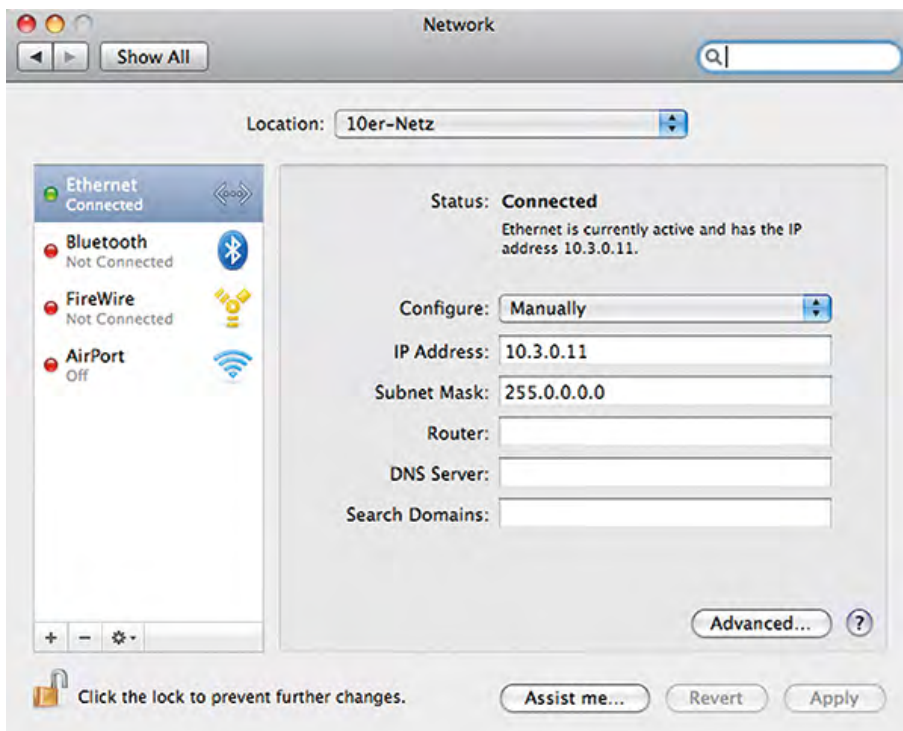 Network
Show All
Location: 10er-Netz
Ethernet
Connected
Bluetooth
Not Connected
FireWire
Not Connected
AirPort
Off
Status: Connected
Ethernet is currently active and has the IP
address 10.3.0.11.
Configure: Manually
IP Address: 10.3.0.11
Subnet Mask: 255.0.0.0.0
Router:
DNS Server:
Search Domains:
Advanced... ?
+ −
Click the lock to prevent further changes.
Assist me... Revert Apply